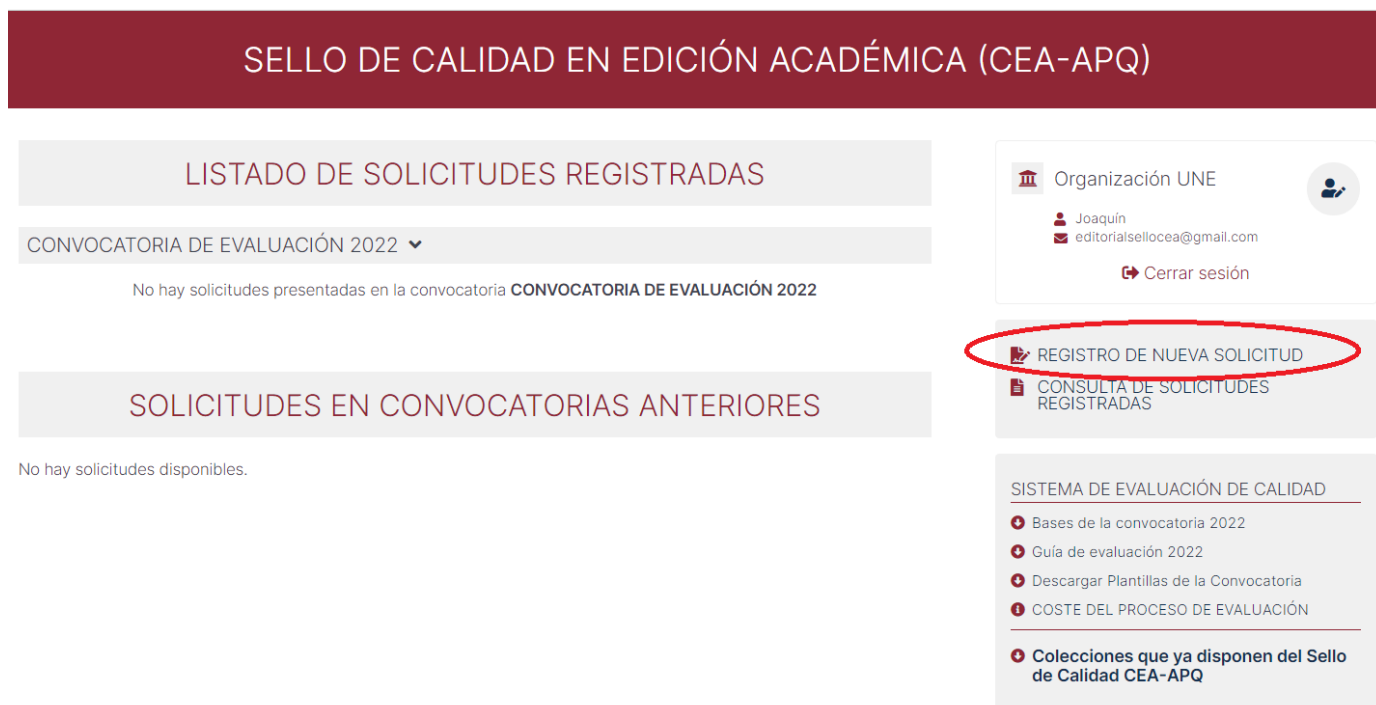 SELLO DE CALIDAD EN EDICIÓN ACADÉMICA (CEA-APQ)
LISTADO DE SOLICITUDES REGISTRADAS
CONVOCATORIA DE EVALUACIÓN 2022
No hay solicitudes presentadas en la convocatoria CONVOCATORIA DE EVALUACIÓN 2022
SOLICITUDES EN CONVOCATORIAS ANTERIORES
No hay solicitudes disponibles.
Organización UNE
Joaquín
editorialsellocea@gmail.com
Cerrar sesión
REGISTRO DE NUEVA SOLICITUD
CONSULTA DE SOLICITUDES
REGISTRADAS
SISTEMA DE EVALUACIÓN DE CALIDAD
Bases de la convocatoria 2022
Guía de evaluación 2022
Descargar Plantillas de la Convocatoria
COSTE DEL PROCESO DE EVALUACIÓN
Colecciones que ya disponen del Sello
de Calidad CEA-APQ